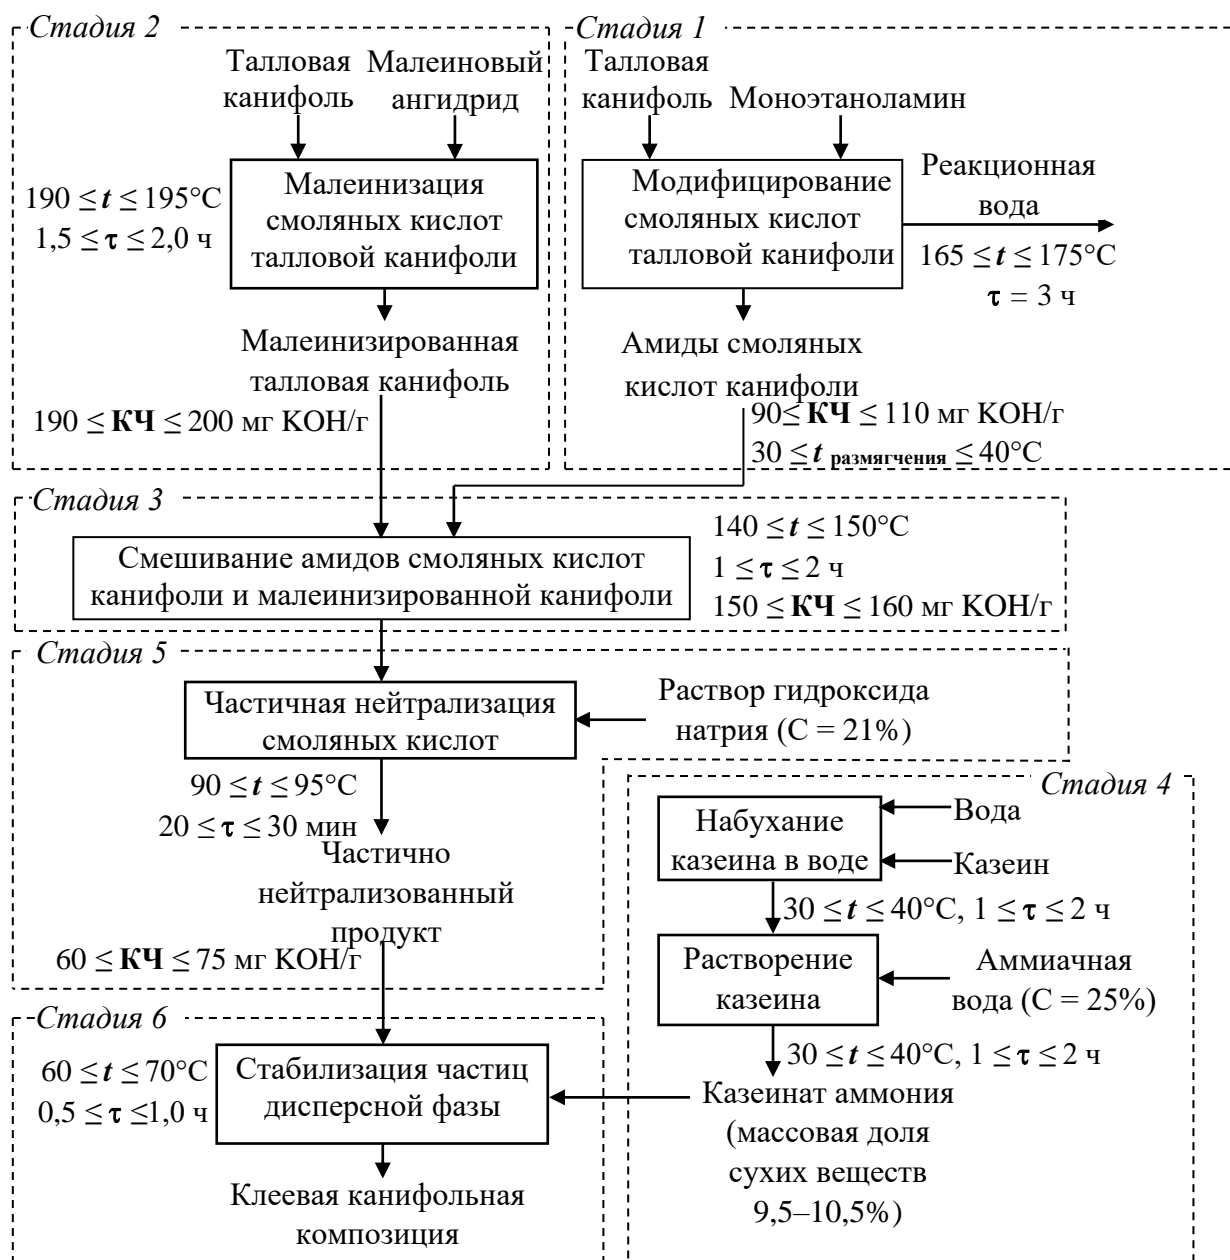 Стадия 2
Талловая
канифоль
Малеиновый
ангидрид
190 ≤ t ≤ 195°С
1,5 ≤ τ ≤ 2,0 ч
Малеинизация
смоляных кислот
талловой канифоли
Малеинизированная
талловая канифоль
190 ≤ КЧ ≤ 200 мг КОН/г
Стадия 1
Талловая
канифоль
Моноэтаноламин
Модифицирование
смоляных кислот
талловой канифоли
Реакционная
вода
165 ≤ t ≤ 175°С
τ = 3 ч
Амиды смоляных
кислот канифоли
90≤ КЧ ≤ 110 мг КОН/г
30 ≤ t размягчения ≤ 40°С
Стадия 3
Смешивание амидов смоляных кислот
канифоли и малеинизированной канифоли
140 ≤ t ≤ 150°С
1 ≤ τ ≤ 2 ч
150 ≤ КЧ ≤ 160 мг КОН/г
Стадия 5
Частичная нейтрализация
смоляных кислот
Раствор гидроксида
натрия (С = 21%)
90 ≤ t ≤ 95°С
20 ≤ τ ≤ 30 мин
Частично
нейтрализованный
продукт
60 ≤ КЧ ≤ 75 мг КОН/г
Стадия 4
Набухание
казеина в воде
Вода
Казеин
30 ≤ t ≤ 40°С, 1 ≤ τ ≤ 2 ч
Растворение
казеина
Аммиачная
вода (С = 25%)
30 ≤ t ≤ 40°С, 1 ≤ τ ≤ 2 ч
Казеинат аммония
(массовая доля
сухих веществ
9,5–10,5%)
Стадия 6
60 ≤ t ≤ 70°С
0,5 ≤ τ ≤1,0 ч
Стабилизация частиц
дисперсной фазы
Клеевая канифольная
композиция